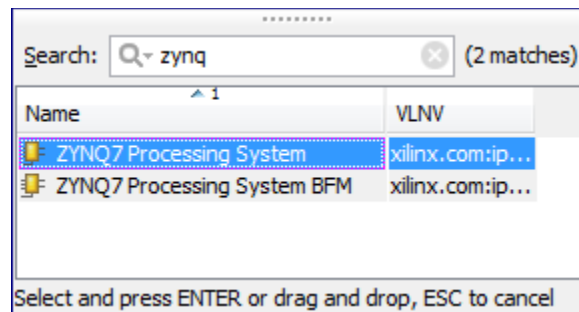 Search: zynq (2 matches)
1
Name VLNV
ZYNQ7 Processing System xilinx.com:ip...
ZYNQ7 Processing System BFM xilinx.com:ip...
Select and press ENTER or drag and drop, ESC to cancel